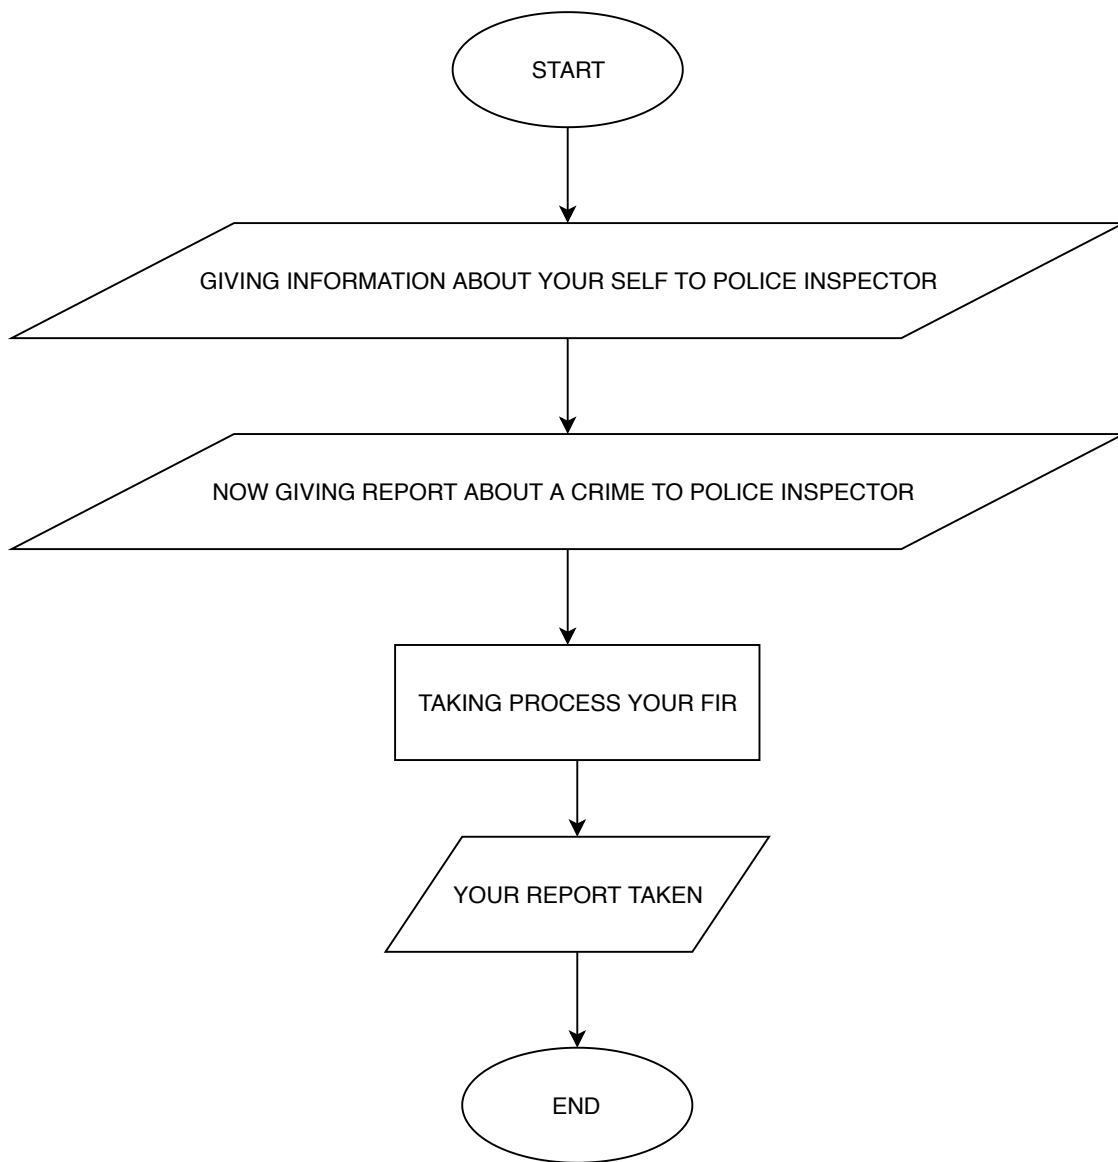 START
GIVING INFORMATION ABOUT YOUR SELF TO POLICE INSPECTOR
NOW GIVING REPORT ABOUT A CRIME TO POLICE INSPECTOR
TAKING PROCESS YOUR FIR
YOUR REPORT TAKEN
END